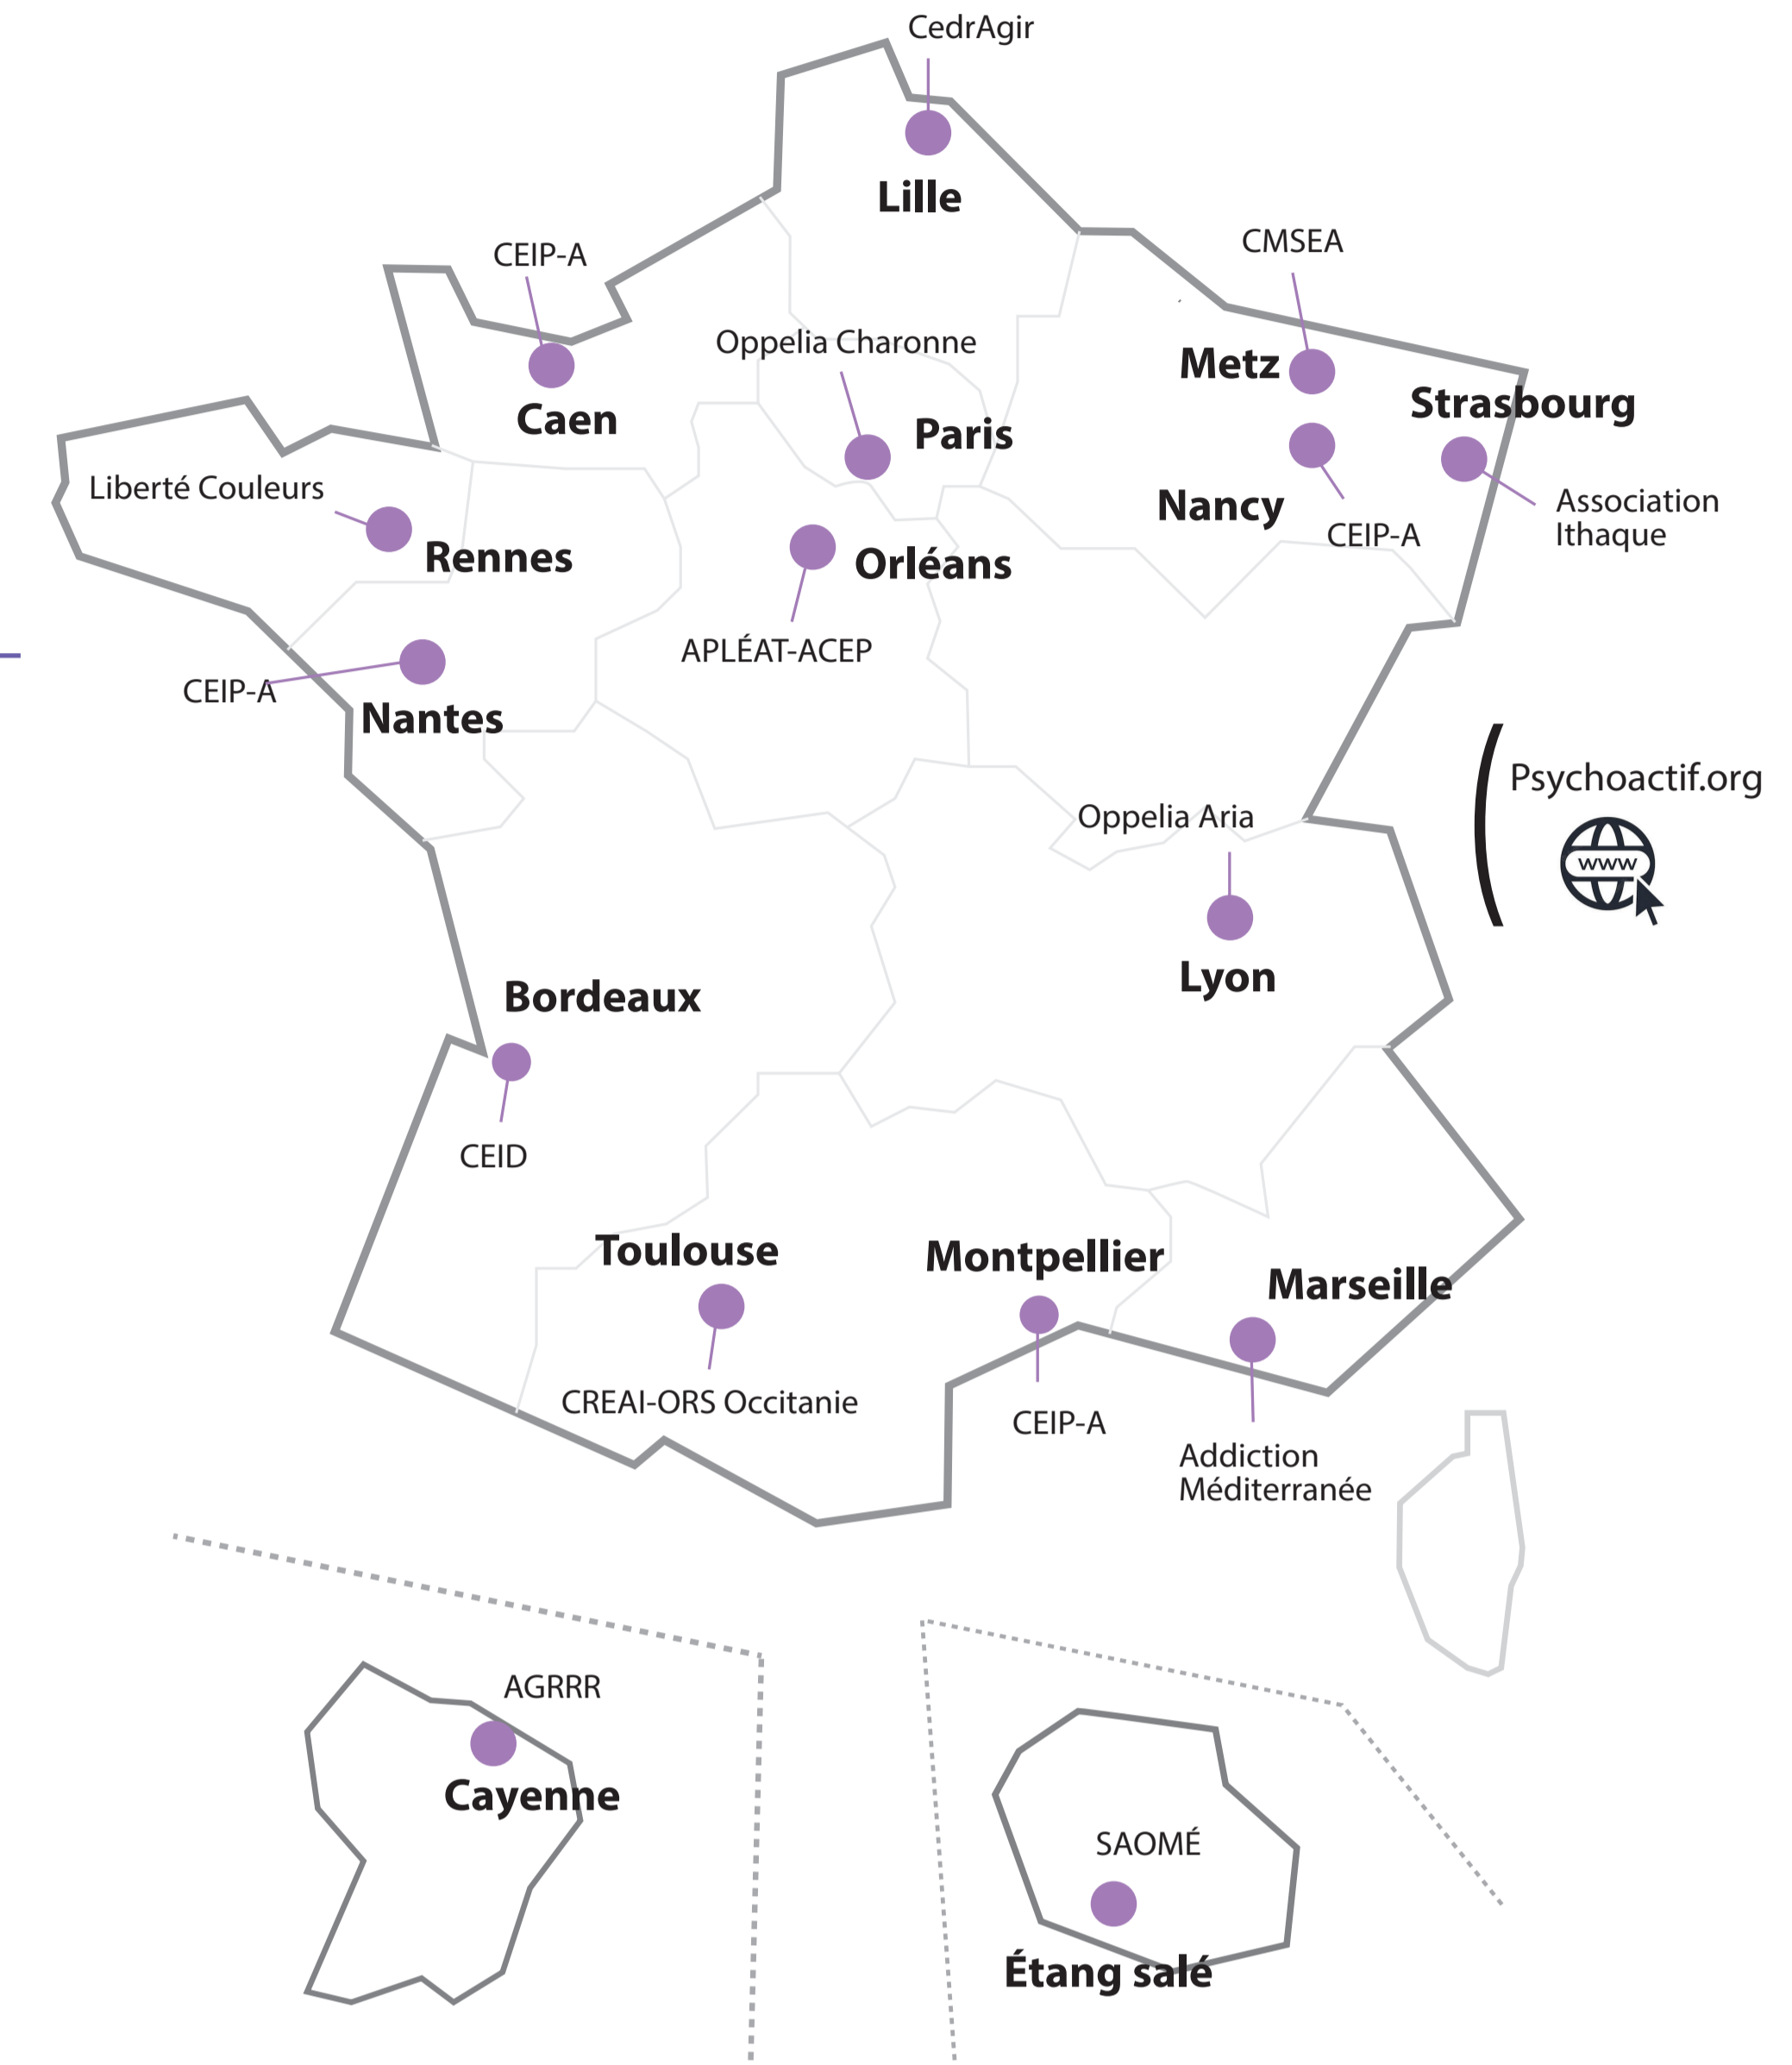 CedrAgir
Lille
CMSEA
CEIP-A
Oppelia Charonne
Metz
Strasbourg
Caen
Paris
Liberté Couleurs
Nancy
Association
Ithaque
CEIP-A
Rennes
Orléans
APLÉAT-ACEP
CEIP-A
Nantes
Psychoactif.org
www
Oppelia Aria
Lyon
Bordeaux
CEID
Toulouse
Montpellier
Marseille
CREAI-ORS Occitanie
CEIP-A
Addiction
Méditerranée
AGRRR
Cayenne
SAOMÉ
Étang salé